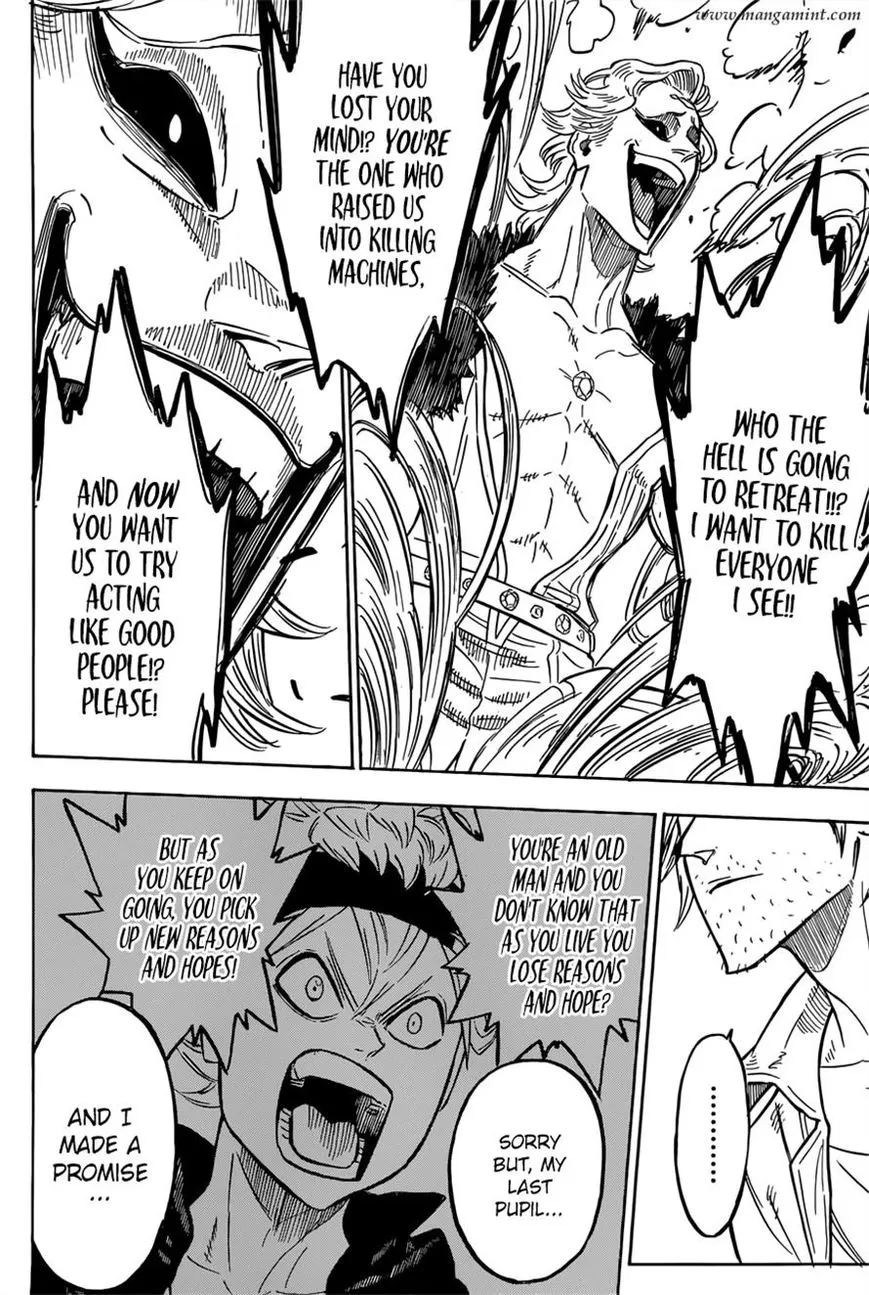 www.mangamint.com
WHO THE
HELL IS GOING
TO RETREAT!!?
I WANT TO KILL
EVERYONE
I SEE!!
HAVE YOU
LOST YOUR
MIND!? YOU'RE
THE ONE WHO
RAISED US
INTO KILLING
MACHINES,
AND NOW
YOU WANT
US TO TRY
ACTING
LIKE GOOD
PEOPLE!?
PLEASE!
.........
YOU'RE AN OLD
MAN AND YOU
DON'T KNOW THAT
AS YOU LIVE YOU
LOSE REASONS
AND HOPE?
SORRY
BUT, MY
LAST
PUPIL...
BUT AS
YOU KEEP ON
GOING, YOU PICK
UP NEW REASONS
AND HOPES!
AND I
MADE A
PROMISE
...